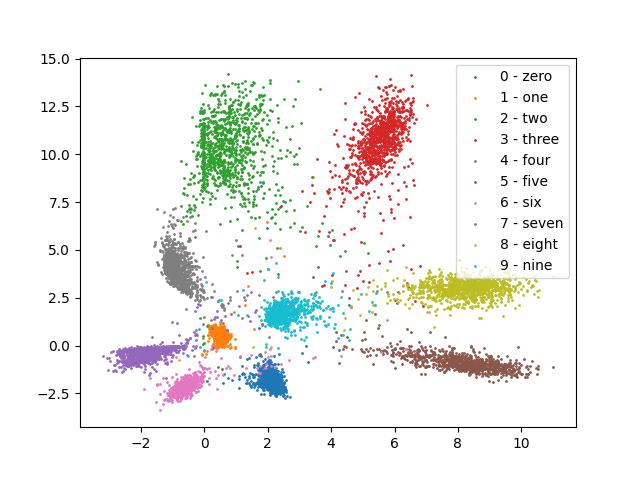 15.0
12.5
10.0
7.5
5.0
2.5
0.0
−2.5
−2
0
2
4
6
8
10
0 - zero
1 - one
2 - two
3 - three
4 - four
5 - five
6 - six
7 - seven
8 - eight
9 - nine